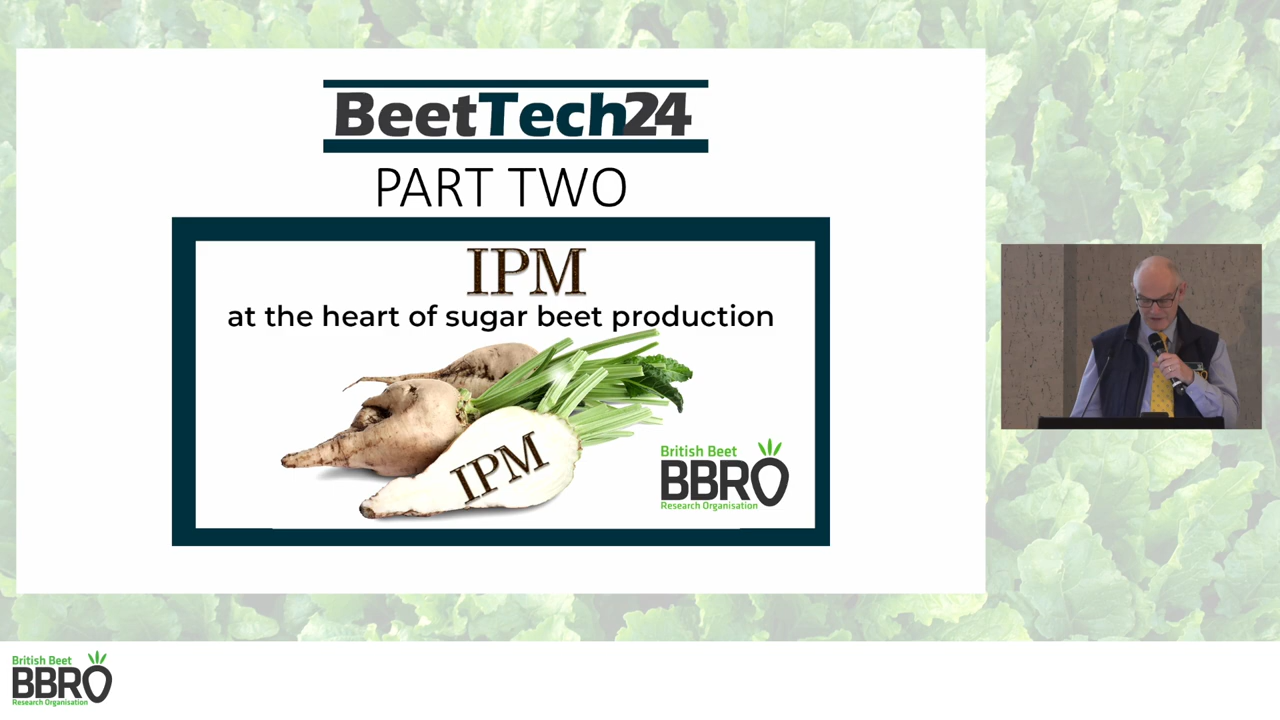 BeetTech24
PART TWO
IPM
at the heart of sugar beet production
IPM
British Beet
BBRO
Research Organisation
British Beet
BBRO
Research Organisation